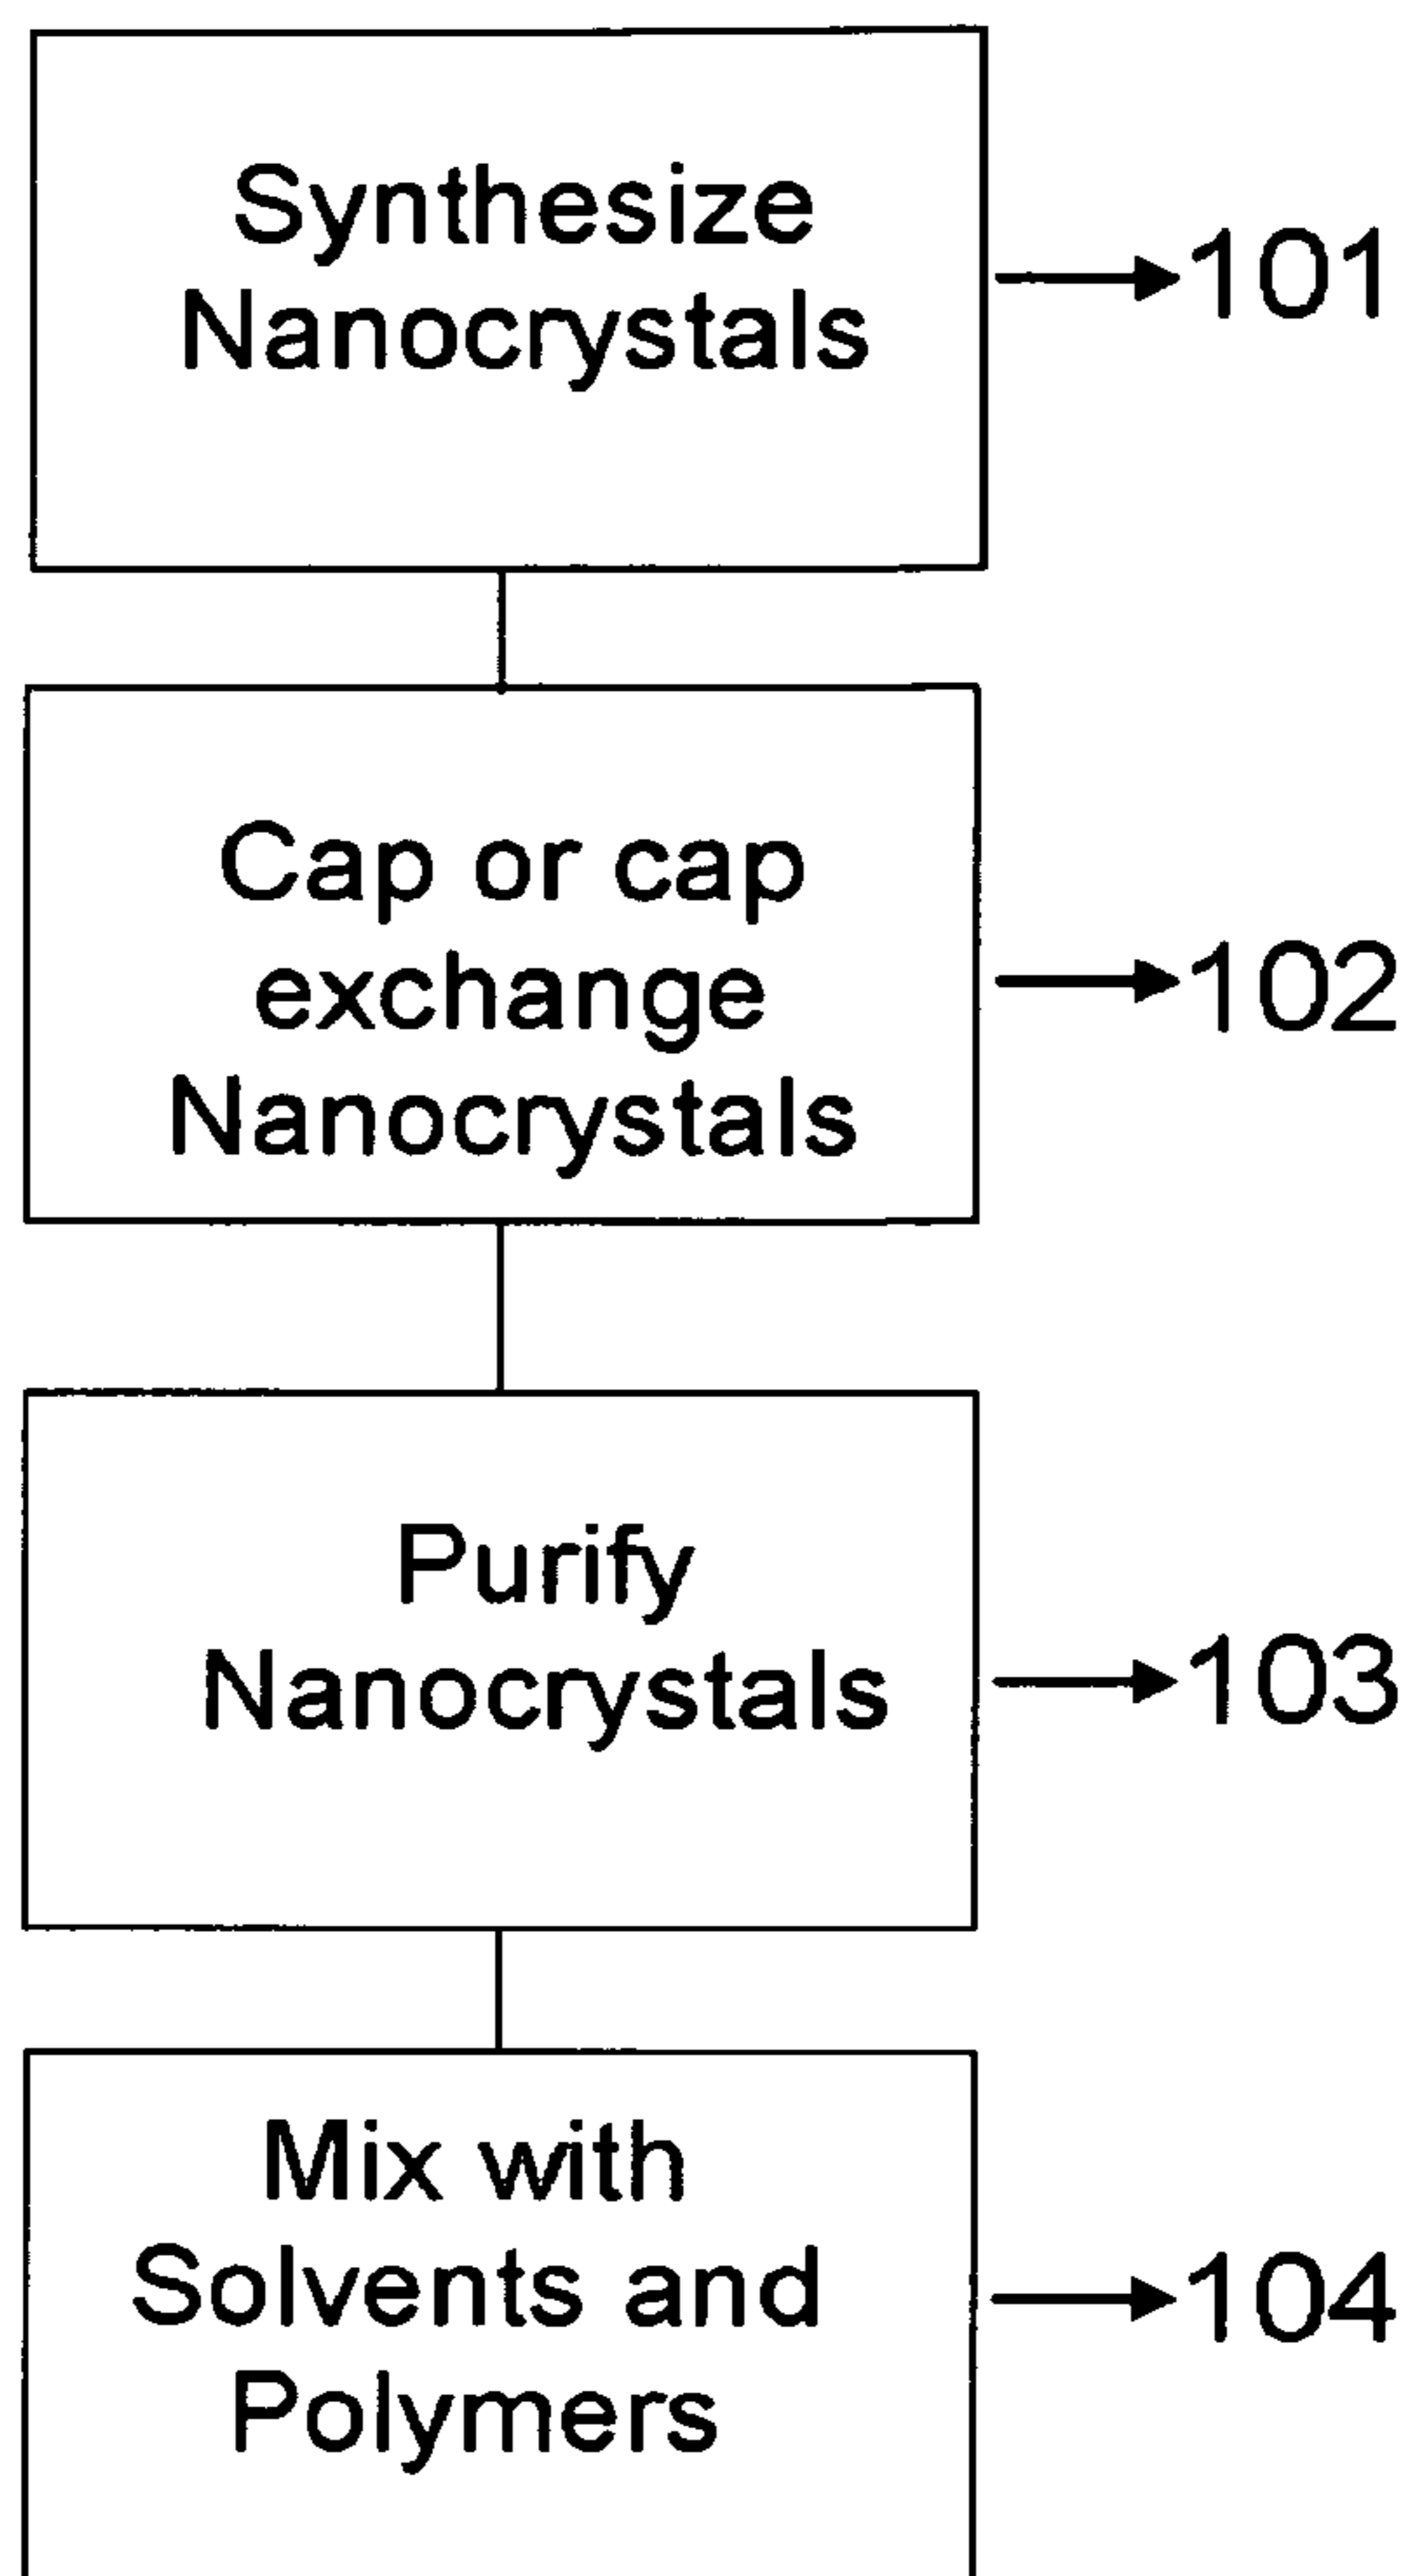 Synthesize
Nanocrystals
101
Cap or cap
exchange
Nanocrystals
102
Purify
Nanocrystals
103
Mix with
Solvents and
Polymers
104